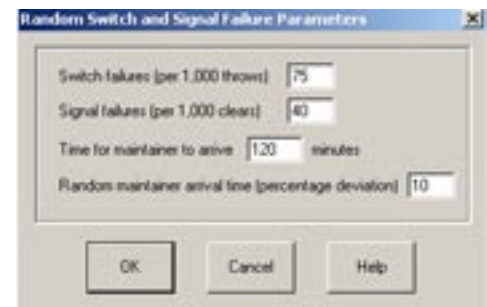 Random Switch and Signal Failure Parameters
Switch failures (per 1,000 throws) 75
Signal failures (per 1,000 clears) 40
Time for maintainer to arrive 120 minutes
Random maintainer arrival time (percentage deviation) 10
OK Cancel Help